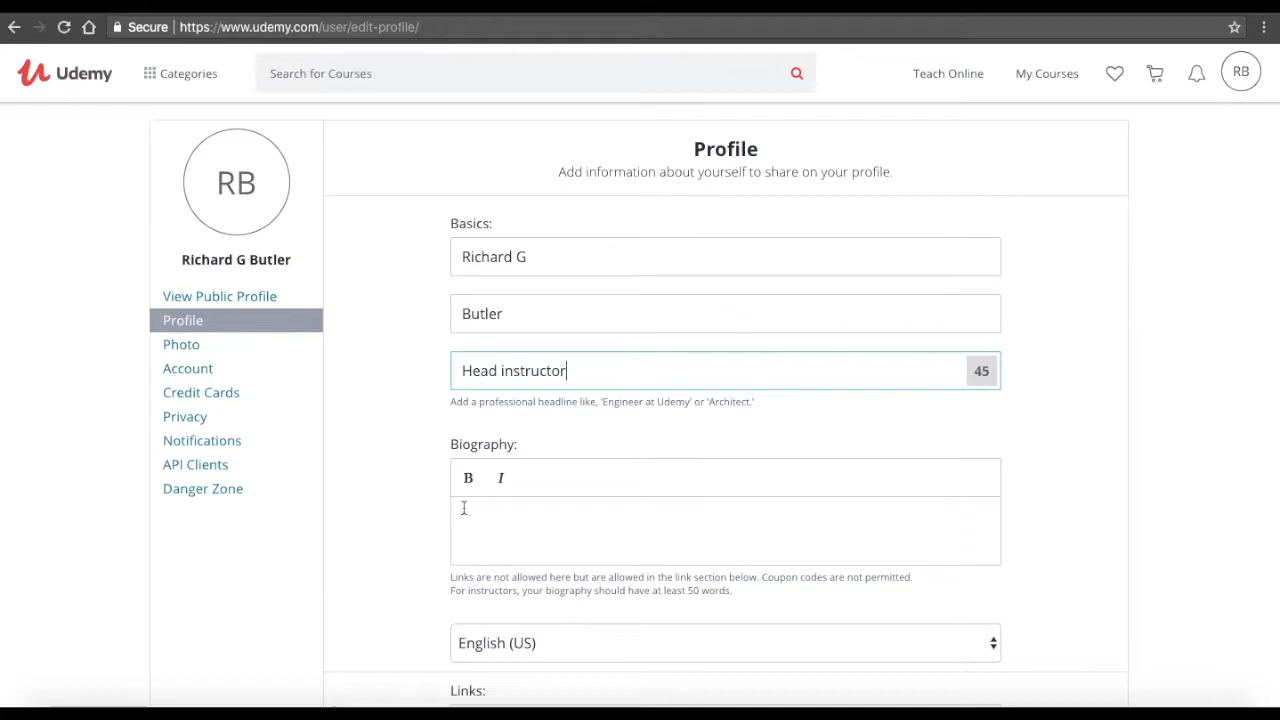 Secure
https://www.udemy.com/user/edit-profile/
Udemy
Categories
Search for Courses
Teach Online
My Courses
RB
RB
Richard G Butler
View Public Profile
Profile
Photo
Account
Credit Cards
Privacy
Notifications
API Clients
Danger Zone
Profile
Add information about yourself to share on your profile.
Basics:
Richard G
Butler
Head instructor 45
Add a professional headline like, 'Engineer at Udemy' or 'Architect.'
Biography:
B I
Links are not allowed here but are allowed in the link section below. Coupon codes are not permitted.
For instructors, your biography should have at least 50 words.
English (US)
Links: